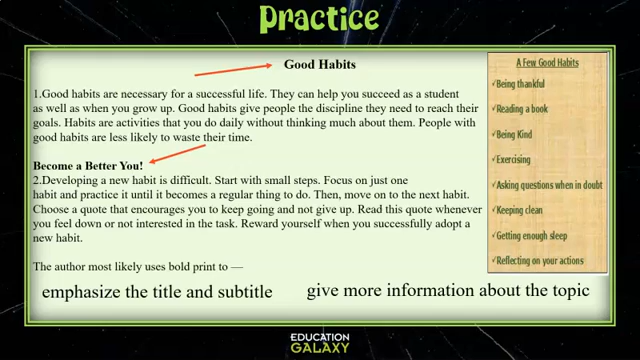 Practice
Good Habits
1.Good habits are necessary for a successful life. They can help you succeed as a student
as well as when you grow up. Good habits give people the discipline they need to reach their
goals. Habits are activities that you do daily without thinking much about them. People with
good habits are less likely to waste their time.
Become a Better You!
2.Developing a new habit is difficult. Start with small steps. Focus on just one
habit and practice it until it becomes a regular thing to do. Then, move on to the next habit.
Choose a quote that encourages you to keep going and not give up. Read this quote whenever
you feel down or not interested in the task. Reward yourself when you successfully adopt a
new habit.
The author most likely uses bold print to —
emphasize the title and subtitle
give more information about the topic
A Few Good Habits
✓Being thankful
✓Reading a book
✓Being Kind
✓Exercising
✓Asking questions when in doubt
✓Keeping clean
✓Getting enough sleep
✓Reflecting on your actions
EDUCATION
GALAXY